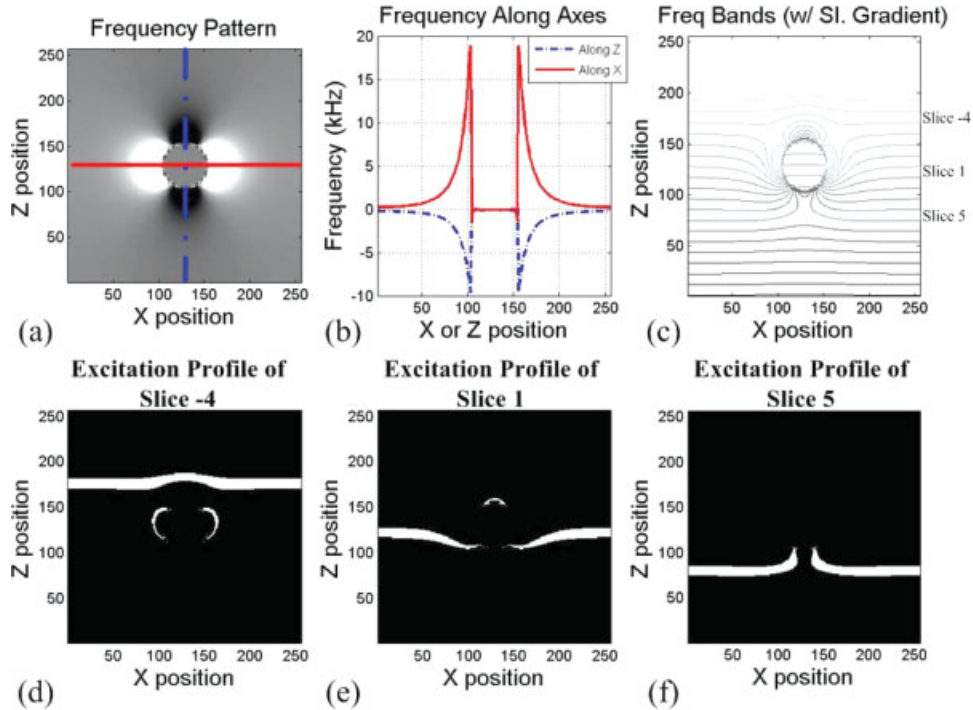 Frequency Pattern
Z position
250
200
150
100
50
50 100 150 200 250
X position
(a)
Frequency Along Axes
Frequency (kHz)
20
15
10
5
0
-5
-10
Along Z
Along X
0 50 100 150 200 250
X or Z position
(b)
Freq Bands (w/ SI. Gradient)
Z position
250
200
150
100
50
Slice -4
Slice 1
Slice 5
50 100 150 200 250
X position
(c)
Excitation Profile of
Slice -4
Z position
250
200
150
100
50
50 100 150 200 250
X position
(d)
Excitation Profile of
Slice 1
Z position
250
200
150
100
50
50 100 150 200 250
X position
(e)
Excitation Profile of
Slice 5
Z position
250
200
150
100
50
50 100 150 200 250
X position
(f)